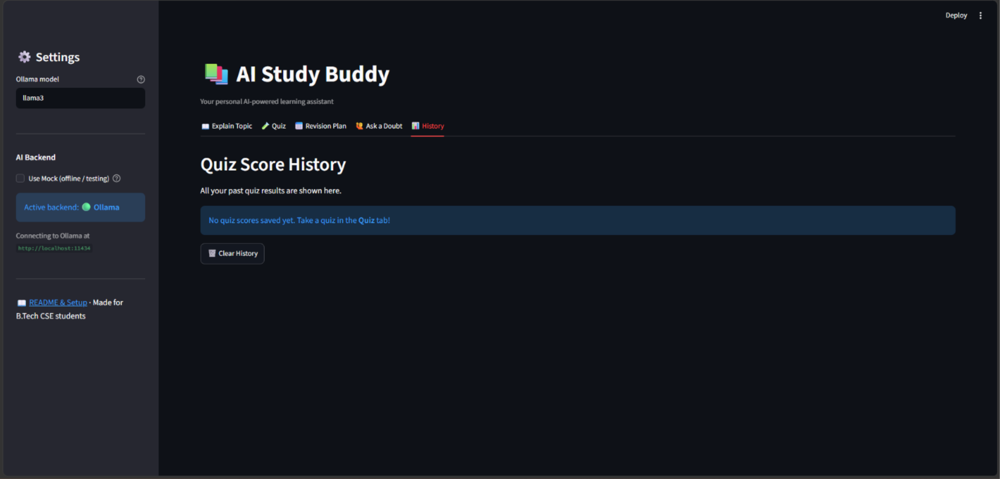 Deploy
Settings
Ollama model
llama3
AI Backend
Use Mock (offline / testing)
Active backend: Ollama
Connecting to Ollama at
http://localhost:11434
README & Setup · Made for
B.Tech CSE students
AI Study Buddy
Your personal AI-powered learning assistant
Explain Topic Quiz Revision Plan Ask a Doubt History
Quiz Score History
All your past quiz results are shown here.
No quiz scores saved yet. Take a quiz in the Quiz tab!
Clear History